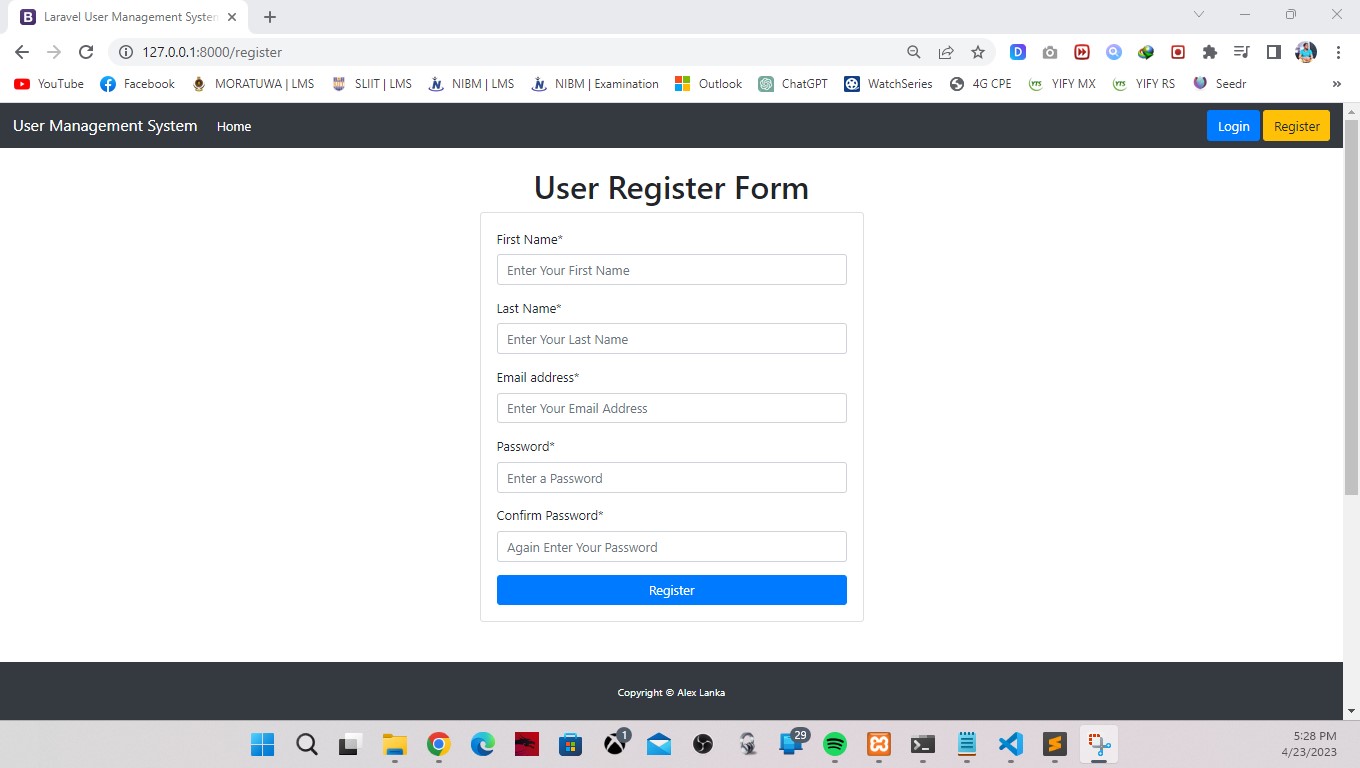 Laravel User Management System
127.0.0.1:8000/register
YouTube Facebook MORATUWA | LMS SLIIT | LMS NIBM | LMS NIBM | Examination Outlook ChatGPT WatchSeries 4G CPE YIFY MX YIFY RS Seedr »
User Management System Home Login Register
User Register Form
First Name*
Enter Your First Name
Last Name*
Enter Your Last Name
Email address*
Enter Your Email Address
Password*
Enter a Password
Confirm Password*
Again Enter Your Password
Register
Copyright © Alex Lanka
1 29
5:28 PM
4/23/2023